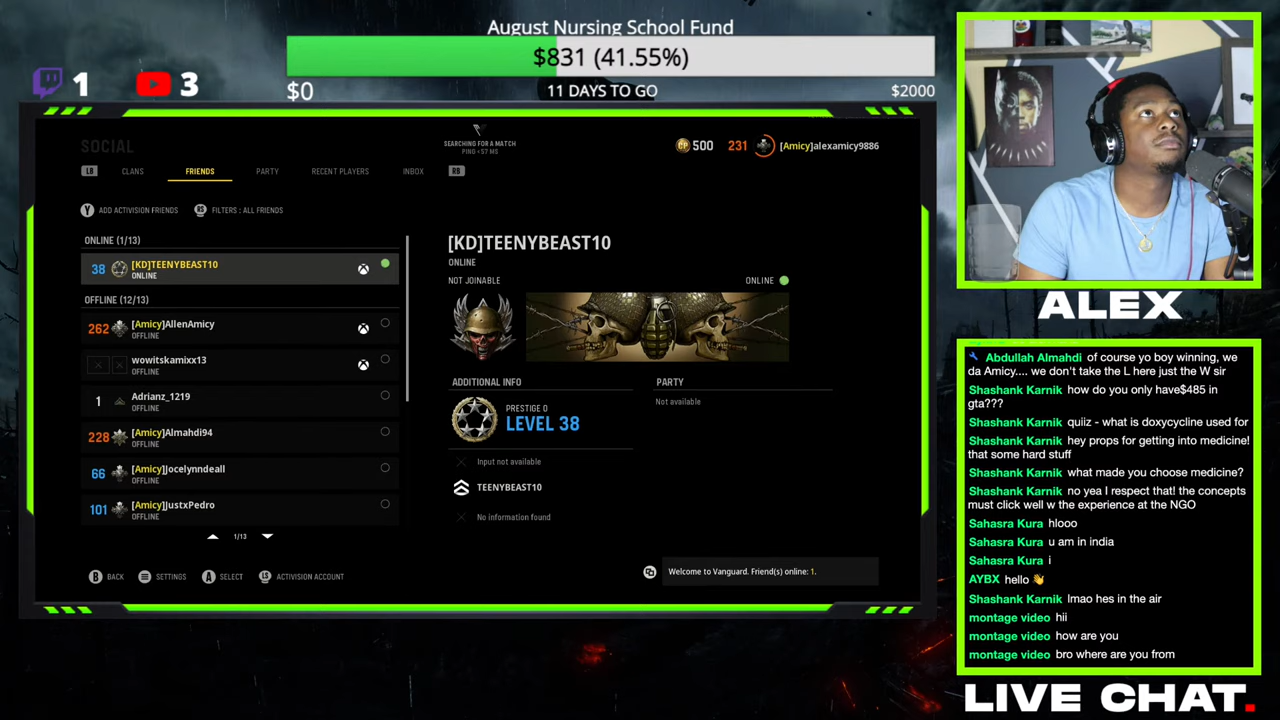 August Nursing School Fund
$831 (41.55%)
1
3
$0
11 DAYS TO GO
$2000
SOCIAL
SEARCHING FOR A MATCH
PING <57 MS
CP 500
231
[Amicy]alexamicy9886
LB
CLANS
FRIENDS
PARTY
RECENT PLAYERS
INBOX
RB
Y ADD ACTIVISION FRIENDS
RS FILTERS : ALL FRIENDS
ONLINE (1/13)
38 [KD]TEENYBEAST10
ONLINE
OFFLINE (12/13)
262 [Amicy]AllenAmicy
OFFLINE
wowitskamixx13
OFFLINE
1 Adrianz_1219
OFFLINE
228 [Amicy]Almahdi94
OFFLINE
66 [Amicy]Jocelynndeall
OFFLINE
101 [Amicy]JustxPedro
OFFLINE
1/13
B BACK
SETTINGS
A SELECT
LS ACTIVISION ACCOUNT
[KD]TEENYBEAST10
ONLINE
NOT JOINABLE
ONLINE
ADDITIONAL INFO
PARTY
Not available
PRESTIGE 0
LEVEL 38
Input not available
TEENYBEAST10
No information found
Welcome to Vanguard. Friend(s) online: 1.
ALEX
Abdullah Almahdi of course yo boy winning, we
da Amicy.... we don't take the L here just the W sir
Shashank Karnik how do you only have$485 in
gta???
Shashank Karnik quiiz - what is doxycycline used for
Shashank Karnik hey props for getting into medicine!
that some hard stuff
Shashank Karnik what made you choose medicine?
Shashank Karnik no yea I respect that! the concepts
must click well w the experience at the NGO
Sahasra Kura hlooo
Sahasra Kura u am in india
Sahasra Kura i
AYBX hello 👋
Shashank Karnik lmao hes in the air
montage video hii
montage video how are you
montage video bro where are you from
LIVE CHAT.